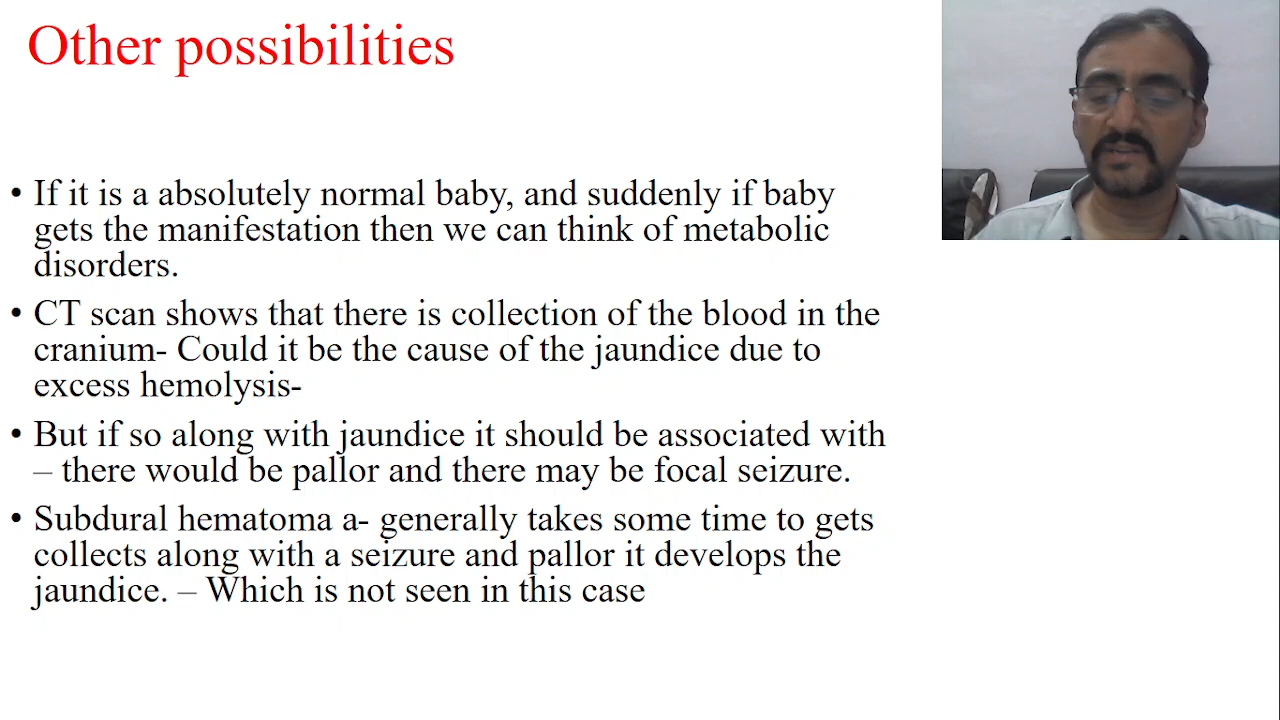 Other possibilities
• If it is a absolutely normal baby, and suddenly if baby
gets the manifestation then we can think of metabolic
disorders.
• CT scan shows that there is collection of the blood in the
cranium- Could it be the cause of the jaundice due to
excess hemolysis-
• But if so along with jaundice it should be associated with
– there would be pallor and there may be focal seizure.
• Subdural hematoma a- generally takes some time to gets
collects along with a seizure and pallor it develops the
jaundice. – Which is not seen in this case